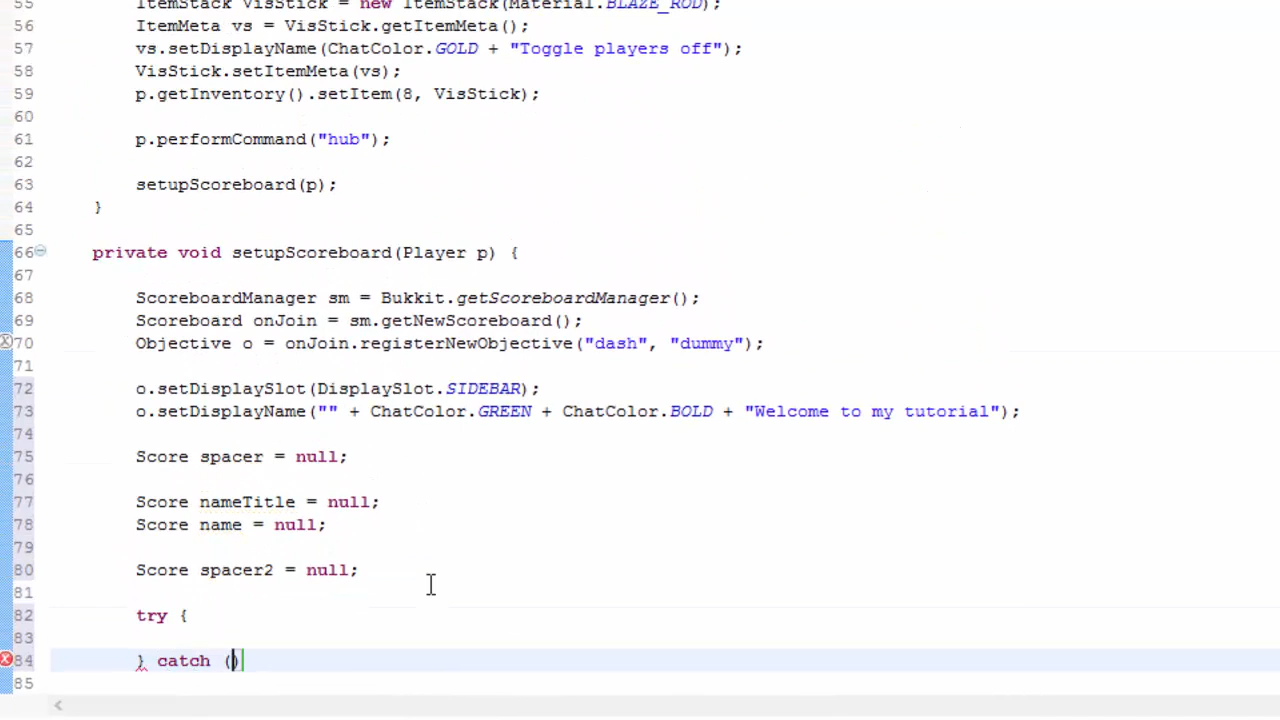 55 ItemStack VisStick = new ItemStack(Material.BLAZE_ROD);
56 ItemMeta vs = VisStick.getItemMeta();
57 vs.setDisplayName(ChatColor.GOLD + "Toggle players off");
58 VisStick.setItemMeta(vs);
59 p.getInventory().setItem(8, VisStick);
60
61 p.performCommand("hub");
62
63 setupScoreboard(p);
64 }
65
66 private void setupScoreboard(Player p) {
67
68 ScoreboardManager sm = Bukkit.getScoreboardManager();
69 Scoreboard onJoin = sm.getNewScoreboard();
70 Objective o = onJoin.registerNewObjective("dash", "dummy");
71
72 o.setDisplaySlot(DisplaySlot.SIDEBAR);
73 o.setDisplayName("" + ChatColor.GREEN + ChatColor.BOLD + "Welcome to my tutorial");
74
75 Score spacer = null;
76
77 Score nameTitle = null;
78 Score name = null;
79
80 Score spacer2 = null;
81
82 try {
83
84 } catch ()
85